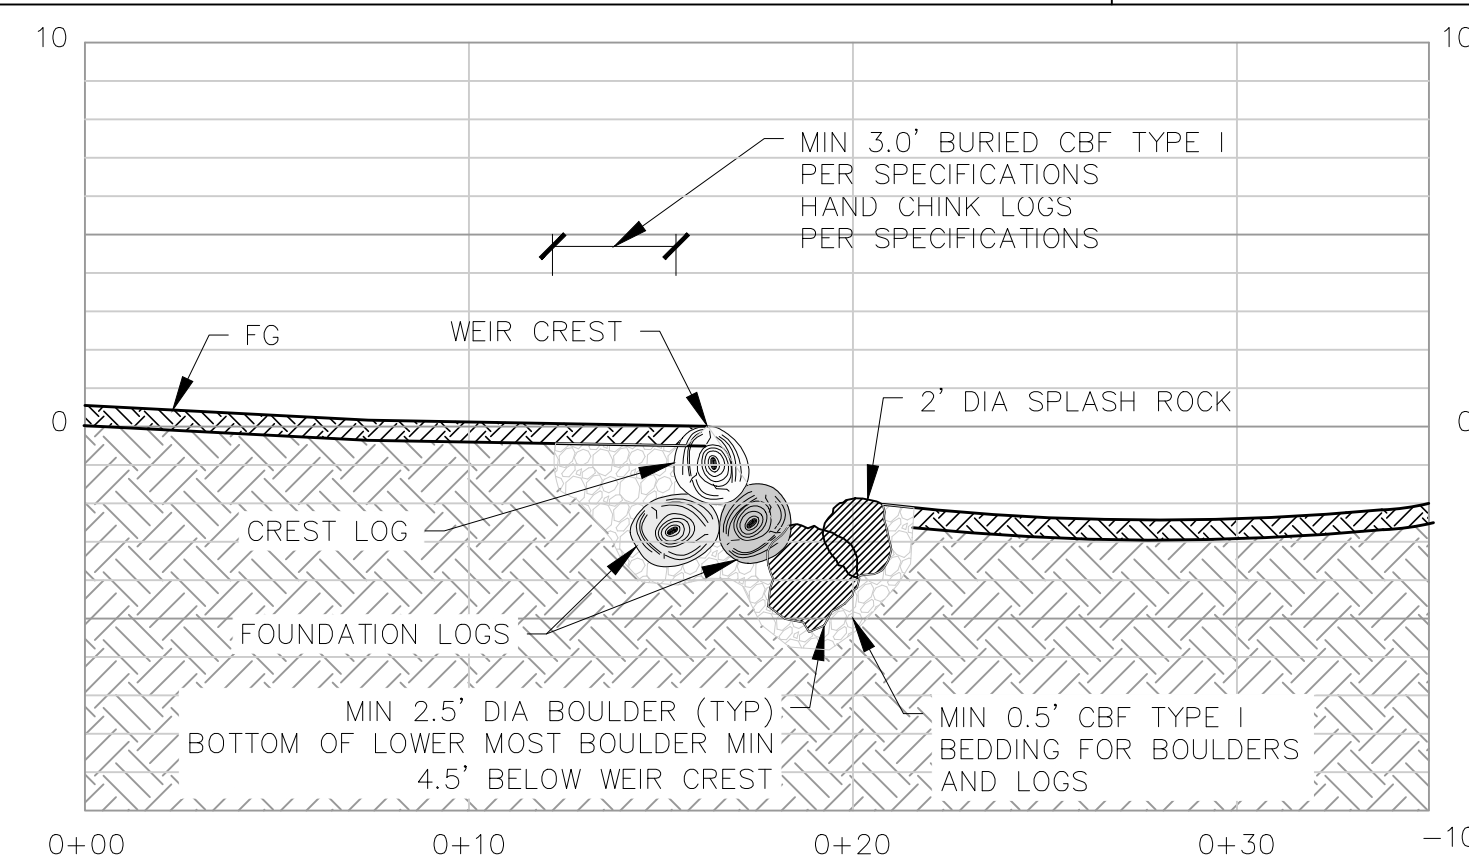 10
10
MIN 3.0' BURIED CBF TYPE I
PER SPECIFICATIONS
HAND CHINK LOGS
PER SPECIFICATIONS
FG
WEIR CREST
2' DIA SPLASH ROCK
0
0
CREST LOG
FOUNDATION LOGS
MIN 2.5' DIA BOULDER (TYP)
BOTTOM OF LOWER MOST BOULDER MIN
4.5' BELOW WEIR CREST
MIN 0.5' CBF TYPE I
BEDDING FOR BOULDERS
AND LOGS
0+00
0+10
0+20
0+30
-10